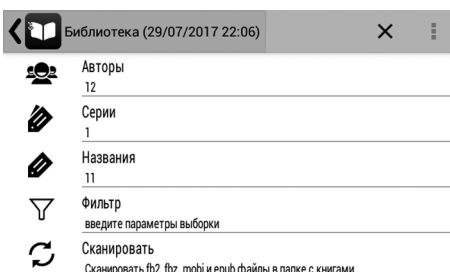 Библиотека (29/07/2017 22:06)
Авторы
12
Серии
1
Названия
11
Фильтр
введите параметры выборки
Сканировать
Сканировать fb2, fbz, mobi и epub файлы в папке с книгами